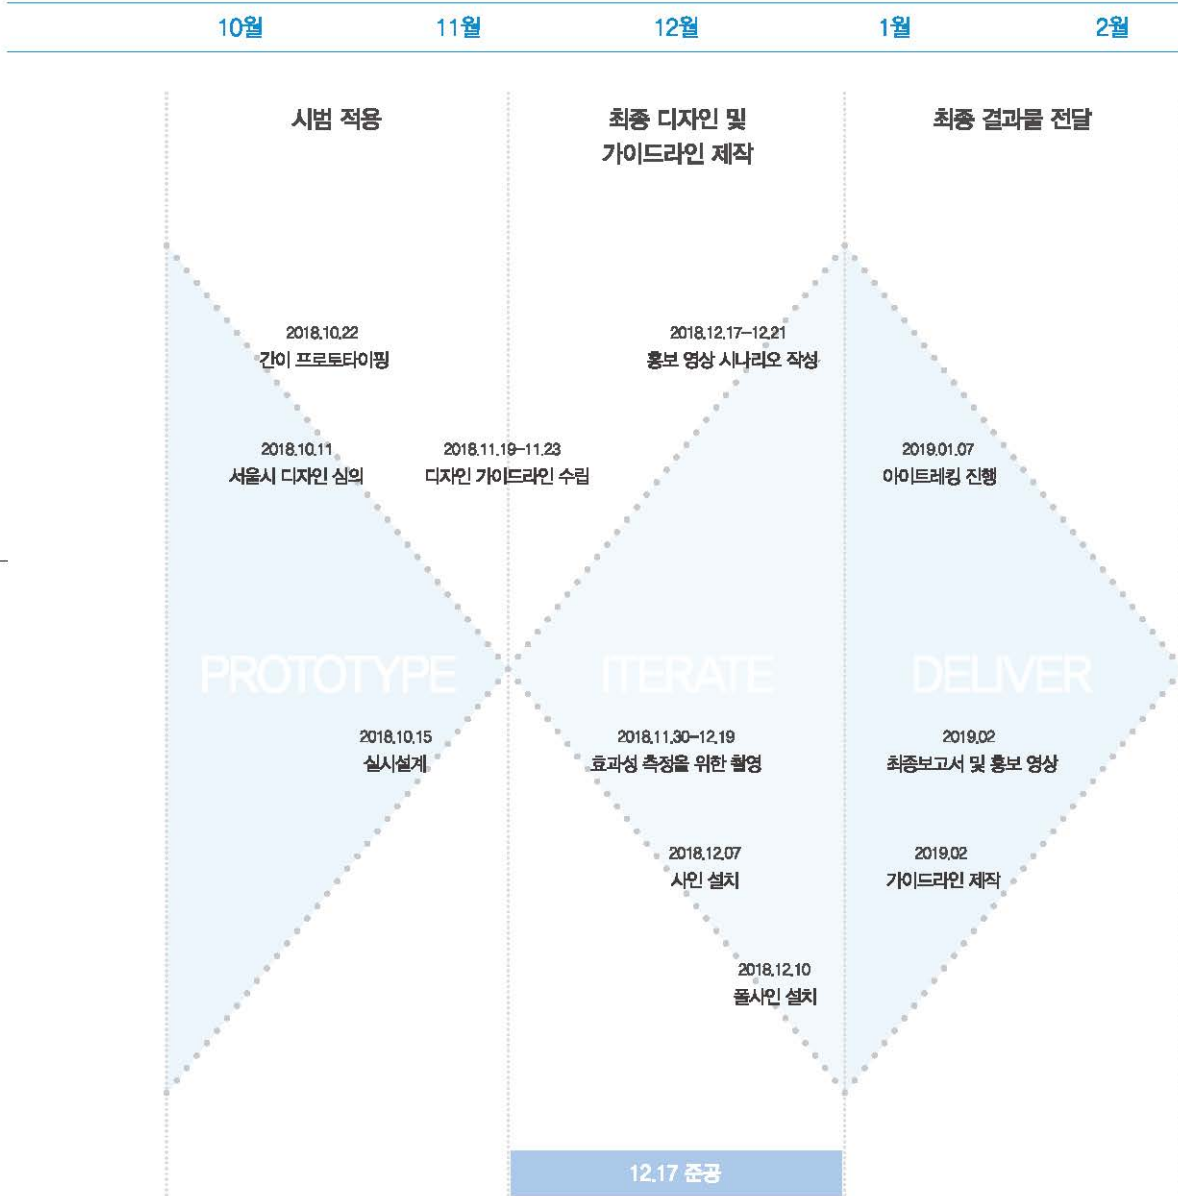 10월 11월 12월 1월 2월
시범 적용
최종 디자인 및
가이드라인 제작
최종 결과물 전달
2018.10.22
간이 프로토타이핑
2018.12.17-12.21
홍보 영상 시나리오 작성
2018.10.11
서울시 디자인 심의
2018.11.19-11.23
디자인 가이드라인 수립
2019.01.07
아이트레킹 진행
PROTOTYPE
ITERATE
DELIVER
2018.10.15
실시설계
2018.11.30-12.19
효과성 측정을 위한 촬영
2019.02
최종보고서 및 홍보 영상
2018.12.07
사인 설치
2019.02
가이드라인 제작
2018.12.10
폴사인 설치
12.17 준공